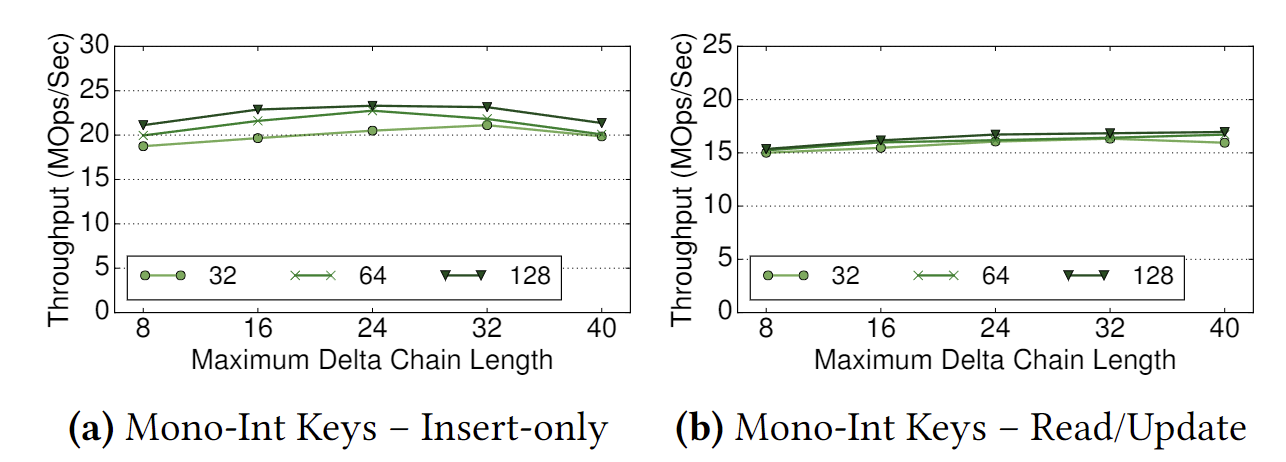 Throughput (MOps/Sec)
30
25
20
15
10
5
0
32 64 128
8 16 24 32 40
Maximum Delta Chain Length
(a) Mono-Int Keys – Insert-only
Throughput (MOps/Sec)
25
20
15
10
5
0
32 64 128
8 16 24 32 40
Maximum Delta Chain Length
(b) Mono-Int Keys – Read/Update